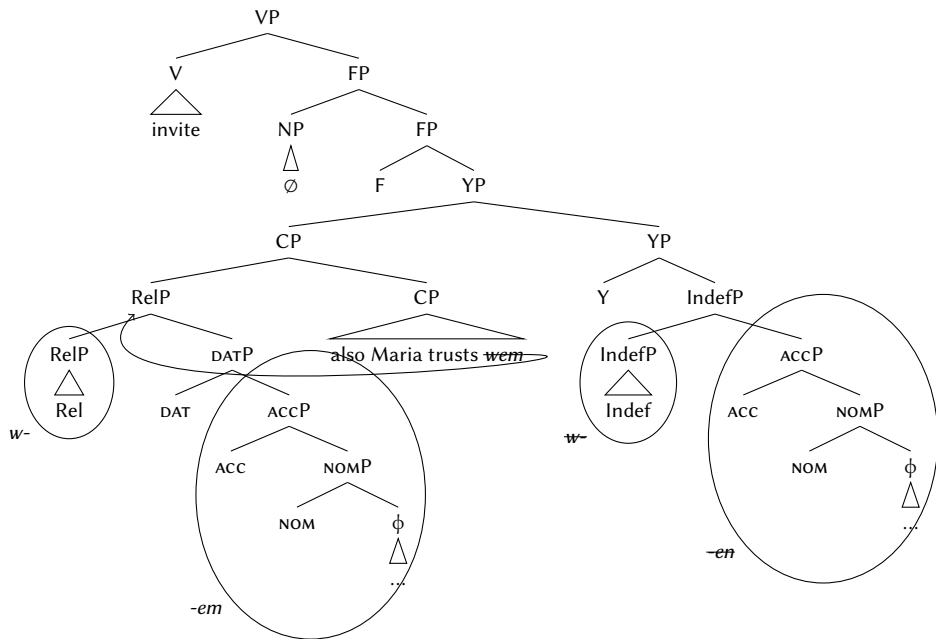 VP
V FP
invite NP FP
∅ F YP
CP YP
RelP CP Y IndefP
RelP DATP also Maria trusts wem IndefP ACCP
Rel DAT ACCP Indef ACC NOMP
w- ACC NOMP w- NOM ϕ
NOM ϕ ...
... -en
-em